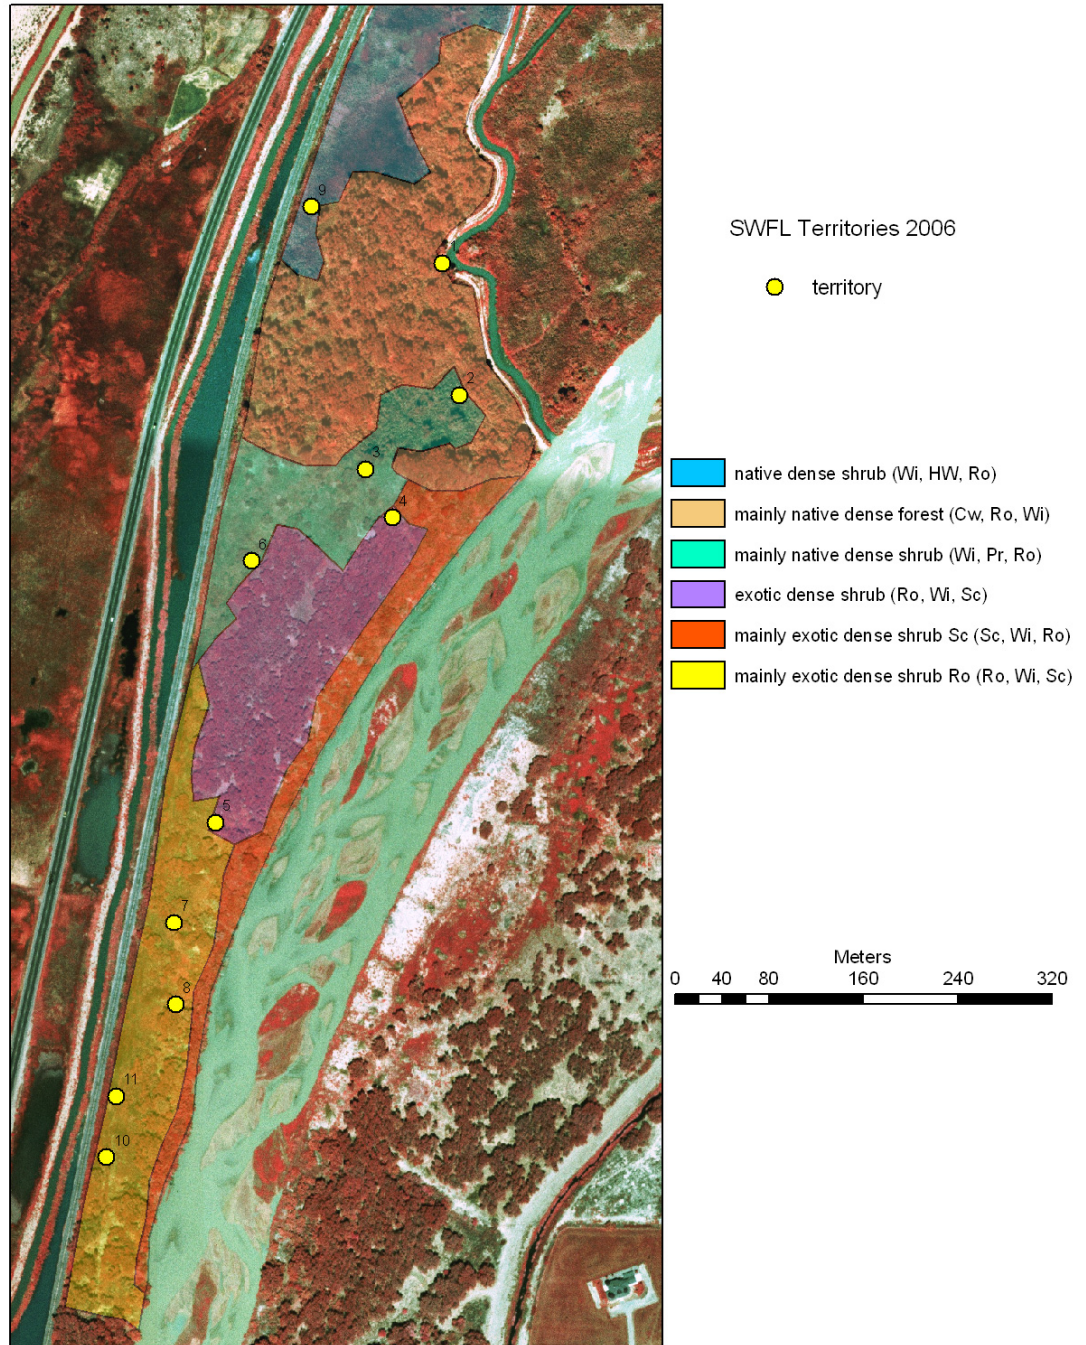 SWFL Territories 2006
territory
9
1
2
3
4
6
5
7
8
11
10
native dense shrub (Wi, HW, Ro)
mainly native dense forest (Cw, Ro, Wi)
mainly native dense shrub (Wi, Pr, Ro)
exotic dense shrub (Ro, Wi, Sc)
mainly exotic dense shrub Sc (Sc, Wi, Ro)
mainly exotic dense shrub Ro (Ro, Wi, Sc)
Meters
0 40 80 160 240 320